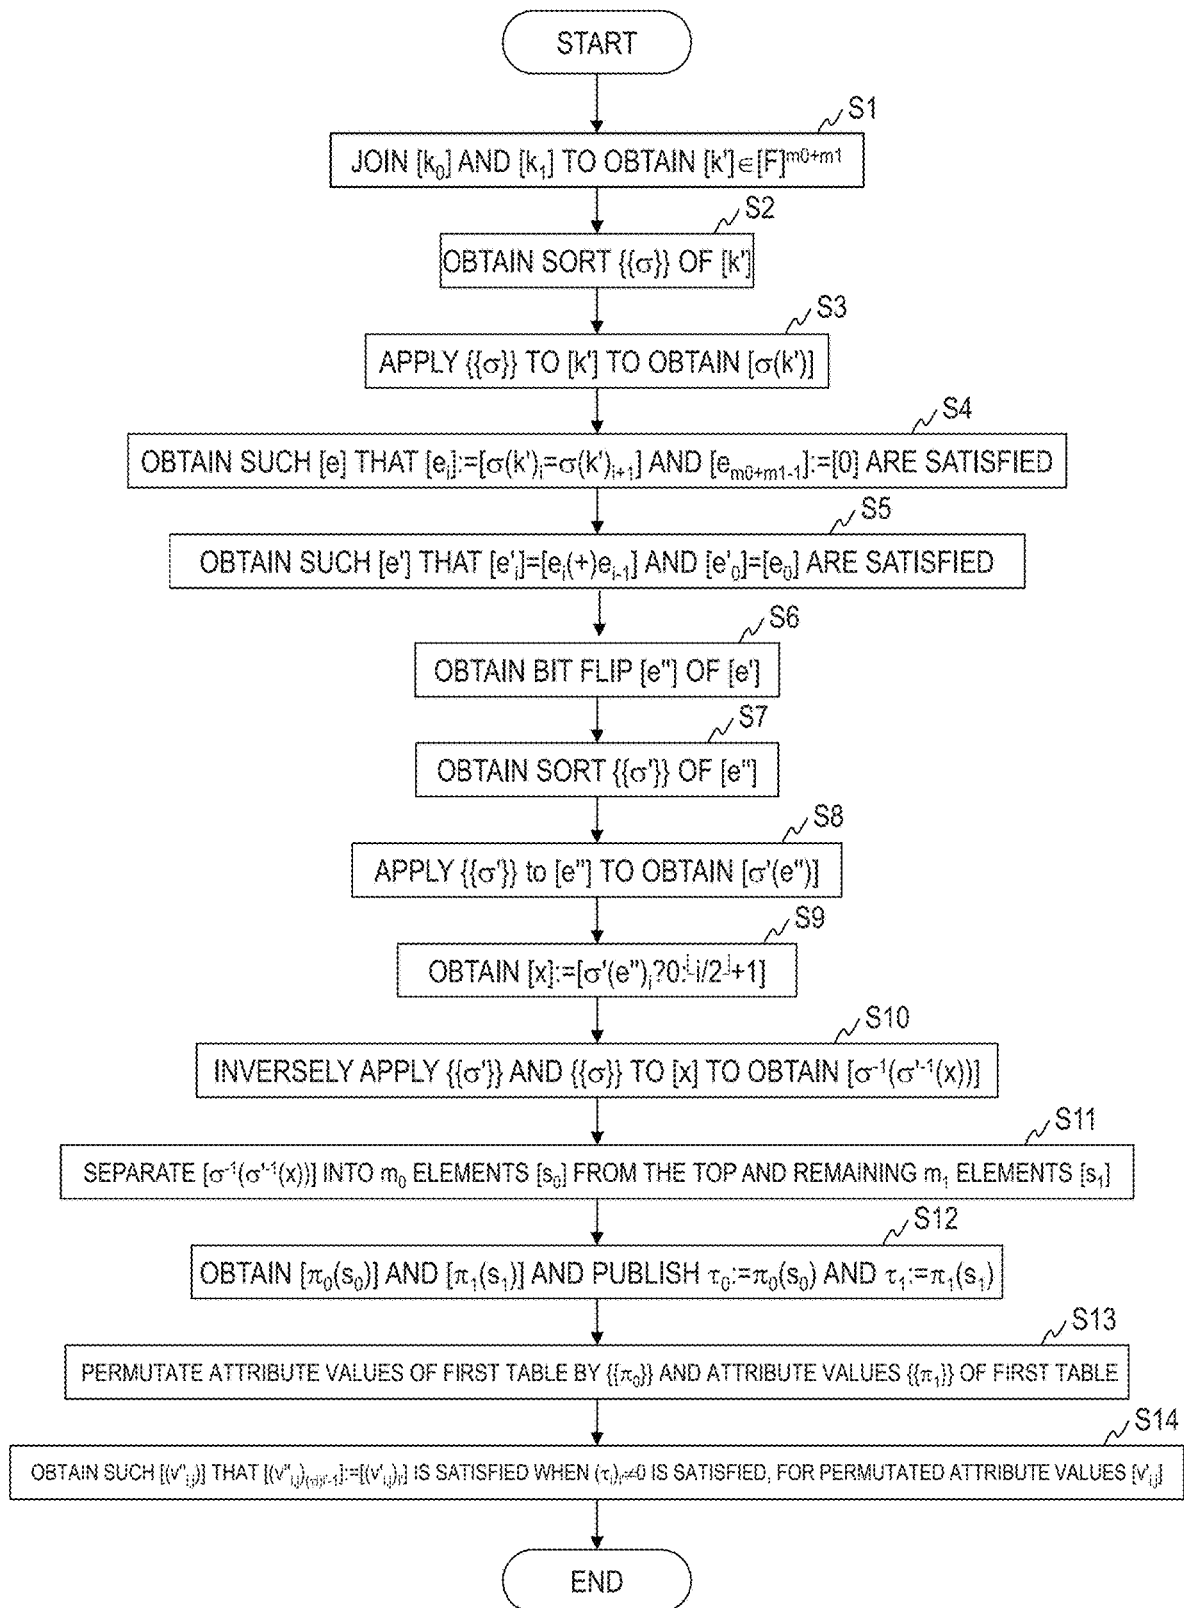 START
S1
JOIN [k₀] AND [k₁] TO OBTAIN [k']∈[F]^m0+m1
S2
OBTAIN SORT {{σ}} OF [k']
S3
APPLY {{σ}} TO [k'] TO OBTAIN [σ(k')]
S4
OBTAIN SUCH [e] THAT [eᵢ]:=[σ(k')ᵢ=σ(k')ᵢ₊₁] AND [e_m0+m1-1]:=[0] ARE SATISFIED
S5
OBTAIN SUCH [e'] THAT [e'ᵢ]=[eᵢ(+)eᵢ₋₁] AND [e'₀]=[e₀] ARE SATISFIED
S6
OBTAIN BIT FLIP [e"] OF [e']
S7
OBTAIN SORT {{σ'}} OF [e"]
S8
APPLY {{σ'}} to [e"] TO OBTAIN [σ'(e")]
S9
OBTAIN [x]:=[σ'(e")ᵢ?0:⌊i/2⌋+1]
S10
INVERSELY APPLY {{σ'}} AND {{σ}} TO [x] TO OBTAIN [σ⁻¹(σ'⁻¹(x))]
S11
SEPARATE [σ⁻¹(σ'⁻¹(x))] INTO m₀ ELEMENTS [s₀] FROM THE TOP AND REMAINING m₁ ELEMENTS [s₁]
S12
OBTAIN [π₀(s₀)] AND [π₁(s₁)] AND PUBLISH τ₀:=π₀(s₀) AND τ₁:=π₁(s₁)
S13
PERMUTATE ATTRIBUTE VALUES OF FIRST TABLE BY {{π₀}} AND ATTRIBUTE VALUES {{π₁}} OF FIRST TABLE
S14
OBTAIN SUCH [(v"ᵢ,ⱼ)] THAT IS SATISFIED WHEN IS SATISFIED, FOR PERMUTATED ATTRIBUTE VALUES [v'ᵢ,ⱼ]
END